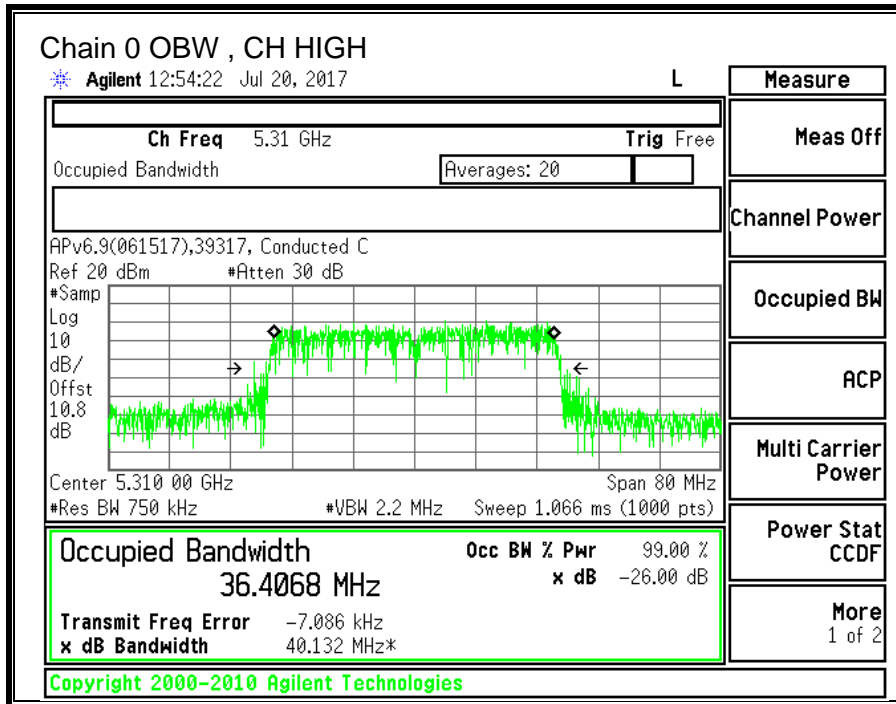 Chain 0 OBW , CH HIGH
Agilent 12:54:22 Jul 20, 2017 L Measure
Ch Freq 5.31 GHz Trig Free
Meas Off
Occupied Bandwidth Averages: 20
Channel Power
APv6.9(061517),39317, Conducted C
Ref 20 dBm #Atten 30 dB
#Samp
Log
10
dB/
Offst
10.8
dB
Occupied BW
ACP
Multi Carrier
Power
Center 5.310 00 GHz Span 80 MHz
#Res BW 750 kHz #VBW 2.2 MHz Sweep 1.066 ms (1000 pts)
Power Stat
CCDF
Occupied Bandwidth Occ BW % Pwr 99.00 %
36.4068 MHz x dB -26.00 dB
Transmit Freq Error -7.086 kHz
x dB Bandwidth 40.132 MHz*
More
1 of 2
Copyright 2000-2010 Agilent Technologies